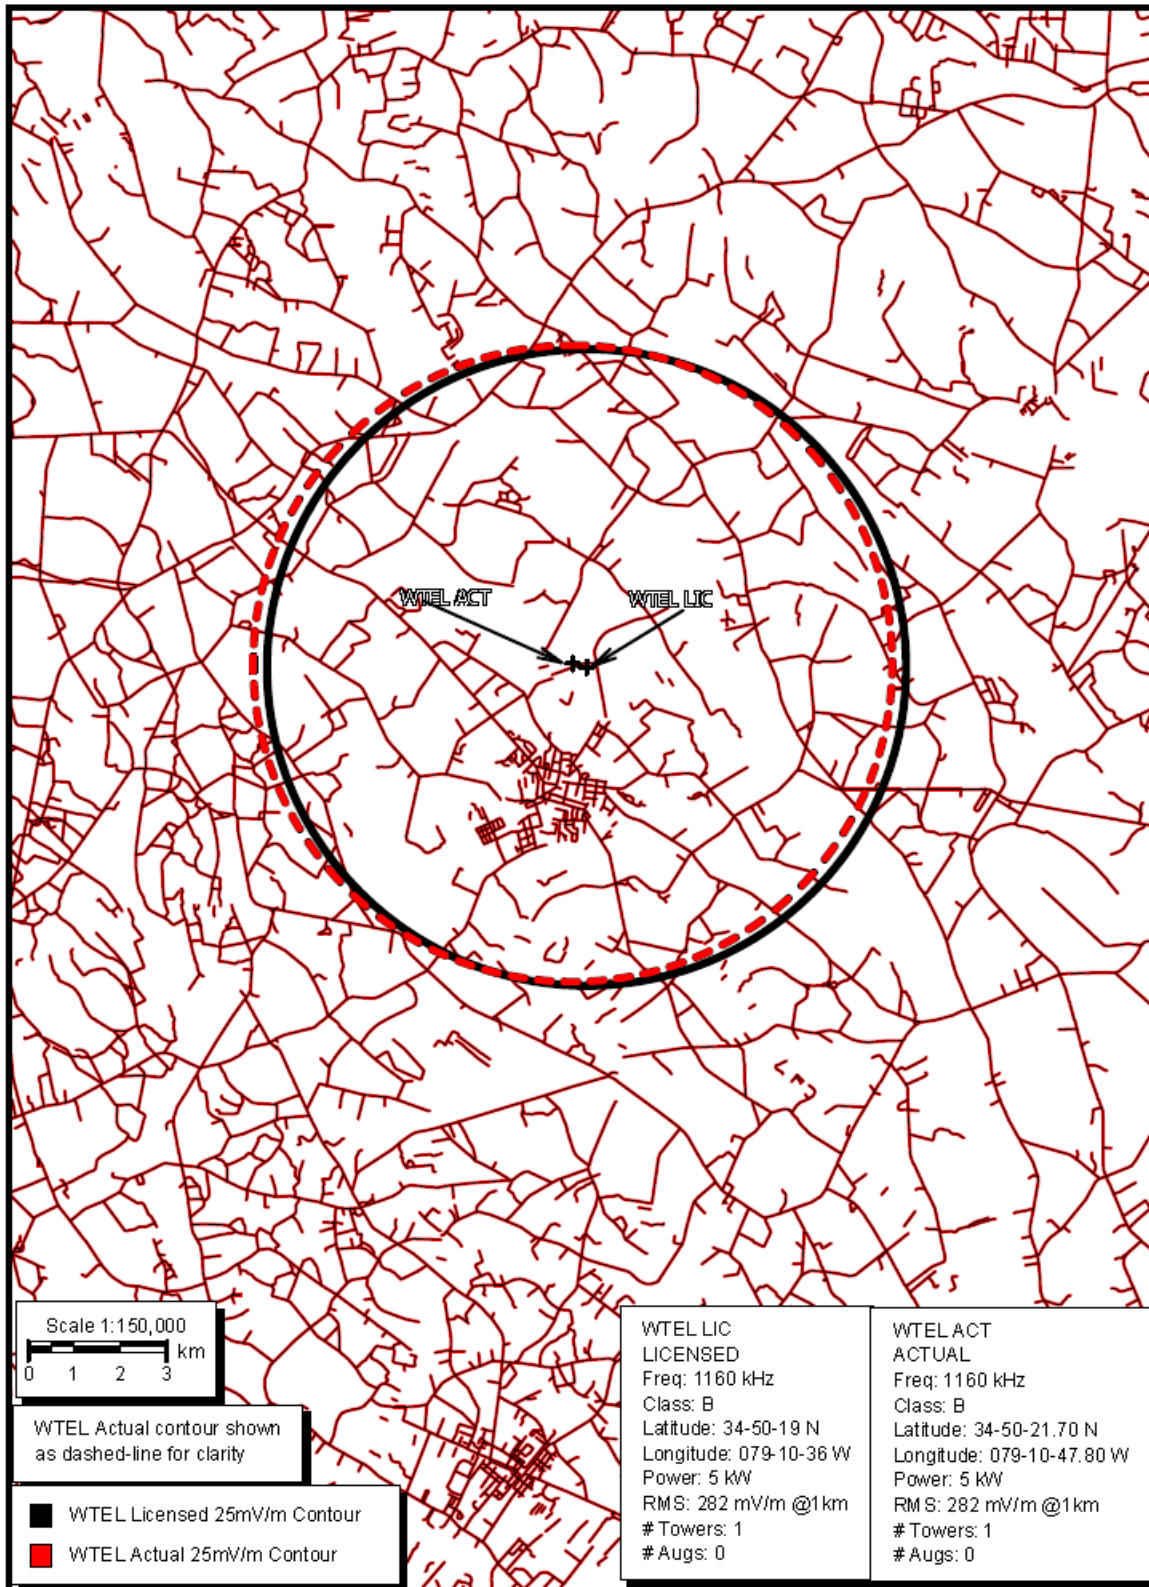 WTEL ACT
WTEL LIC
Scale 1:150,000
km
0 1 2 3
WTEL Actual contour shown
as dashed-line for clarity
WTEL Licensed 25mV/m Contour
WTEL Actual 25mV/m Contour
WTEL LIC
LICENSED
Freq: 1160 kHz
Class: B
Latitude: 34-50-19 N
Longitude: 079-10-36 W
Power: 5 kW
RMS: 282 mV/m @1km
# Towers: 1
# Augs: 0
WTEL ACT
ACTUAL
Freq: 1160 kHz
Class: B
Latitude: 34-50-21.70 N
Longitude: 079-10-47.80 W
Power: 5 kW
RMS: 282 mV/m @1km
# Towers: 1
# Augs: 0